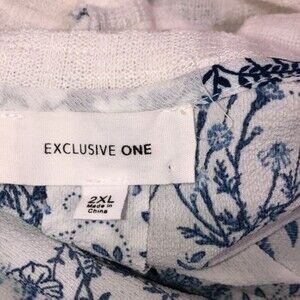 EXCLUSIVE ONE
2XL
Made in
China